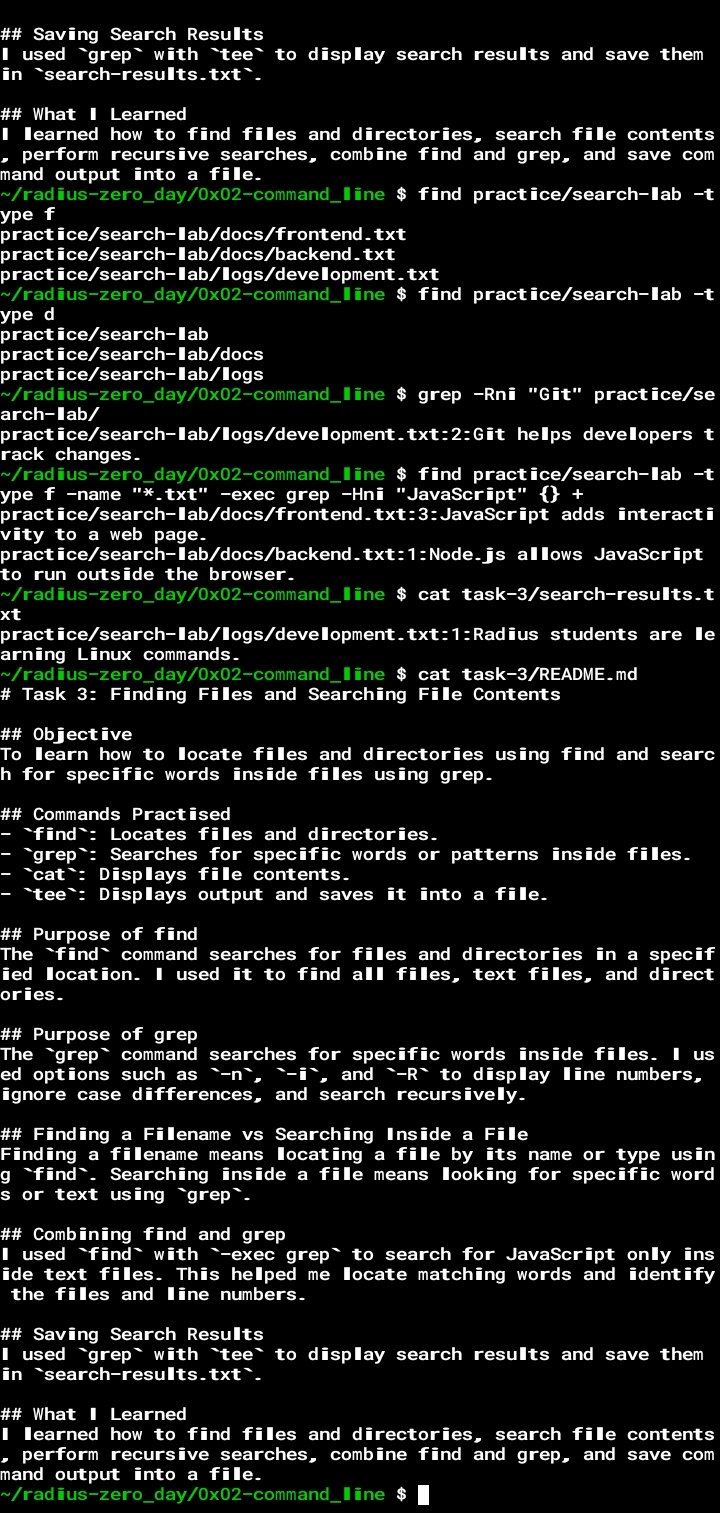 ## Saving Search Results
I used `grep` with `tee` to display search results and save them
in `search-results.txt`.
## What I Learned
I learned how to find files and directories, search file contents
, perform recursive searches, combine find and grep, and save com
mand output into a file.
~/radius-zero_day/0x02-command_line $ find practice/search-lab -t
ype f
practice/search-lab/docs/frontend.txt
practice/search-lab/docs/backend.txt
practice/search-lab/logs/development.txt
~/radius-zero_day/0x02-command_line $ find practice/search-lab -t
ype d
practice/search-lab
practice/search-lab/docs
practice/search-lab/logs
~/radius-zero_day/0x02-command_line $ grep -Rni "Git" practice/se
arch-lab/
practice/search-lab/logs/development.txt:2:Git helps developers t
rack changes.
~/radius-zero_day/0x02-command_line $ find practice/search-lab -t
ype f -name "*.txt" -exec grep -Hni "JavaScript" {} +
practice/search-lab/docs/frontend.txt:3:JavaScript adds interacti
vity to a web page.
practice/search-lab/docs/backend.txt:1:Node.js allows JavaScript
to run outside the browser.
~/radius-zero_day/0x02-command_line $ cat task-3/search-results.t
xt
practice/search-lab/logs/development.txt:1:Radius students are le
arning Linux commands.
~/radius-zero_day/0x02-command_line $ cat task-3/README.md
# Task 3: Finding Files and Searching File Contents
## Objective
To learn how to locate files and directories using find and searc
h for specific words inside files using grep.
## Commands Practised
- `find`: Locates files and directories.
- `grep`: Searches for specific words or patterns inside files.
- `cat`: Displays file contents.
- `tee`: Displays output and saves it into a file.
## Purpose of find
The `find` command searches for files and directories in a specif
ied location. I used it to find all files, text files, and direct
ories.
## Purpose of grep
The `grep` command searches for specific words inside files. I us
ed options such as `-n`, `-i`, and `-R` to display line numbers,
ignore case differences, and search recursively.
## Finding a Filename vs Searching Inside a File
Finding a filename means locating a file by its name or type usin
g `find`. Searching inside a file means looking for specific word
s or text using `grep`.
## Combining find and grep
I used `find` with `-exec grep` to search for JavaScript only ins
ide text files. This helped me locate matching words and identify
 the files and line numbers.
## Saving Search Results
I used `grep` with `tee` to display search results and save them
in `search-results.txt`.
## What I Learned
I learned how to find files and directories, search file contents
, perform recursive searches, combine find and grep, and save com
mand output into a file.
~/radius-zero_day/0x02-command_line $